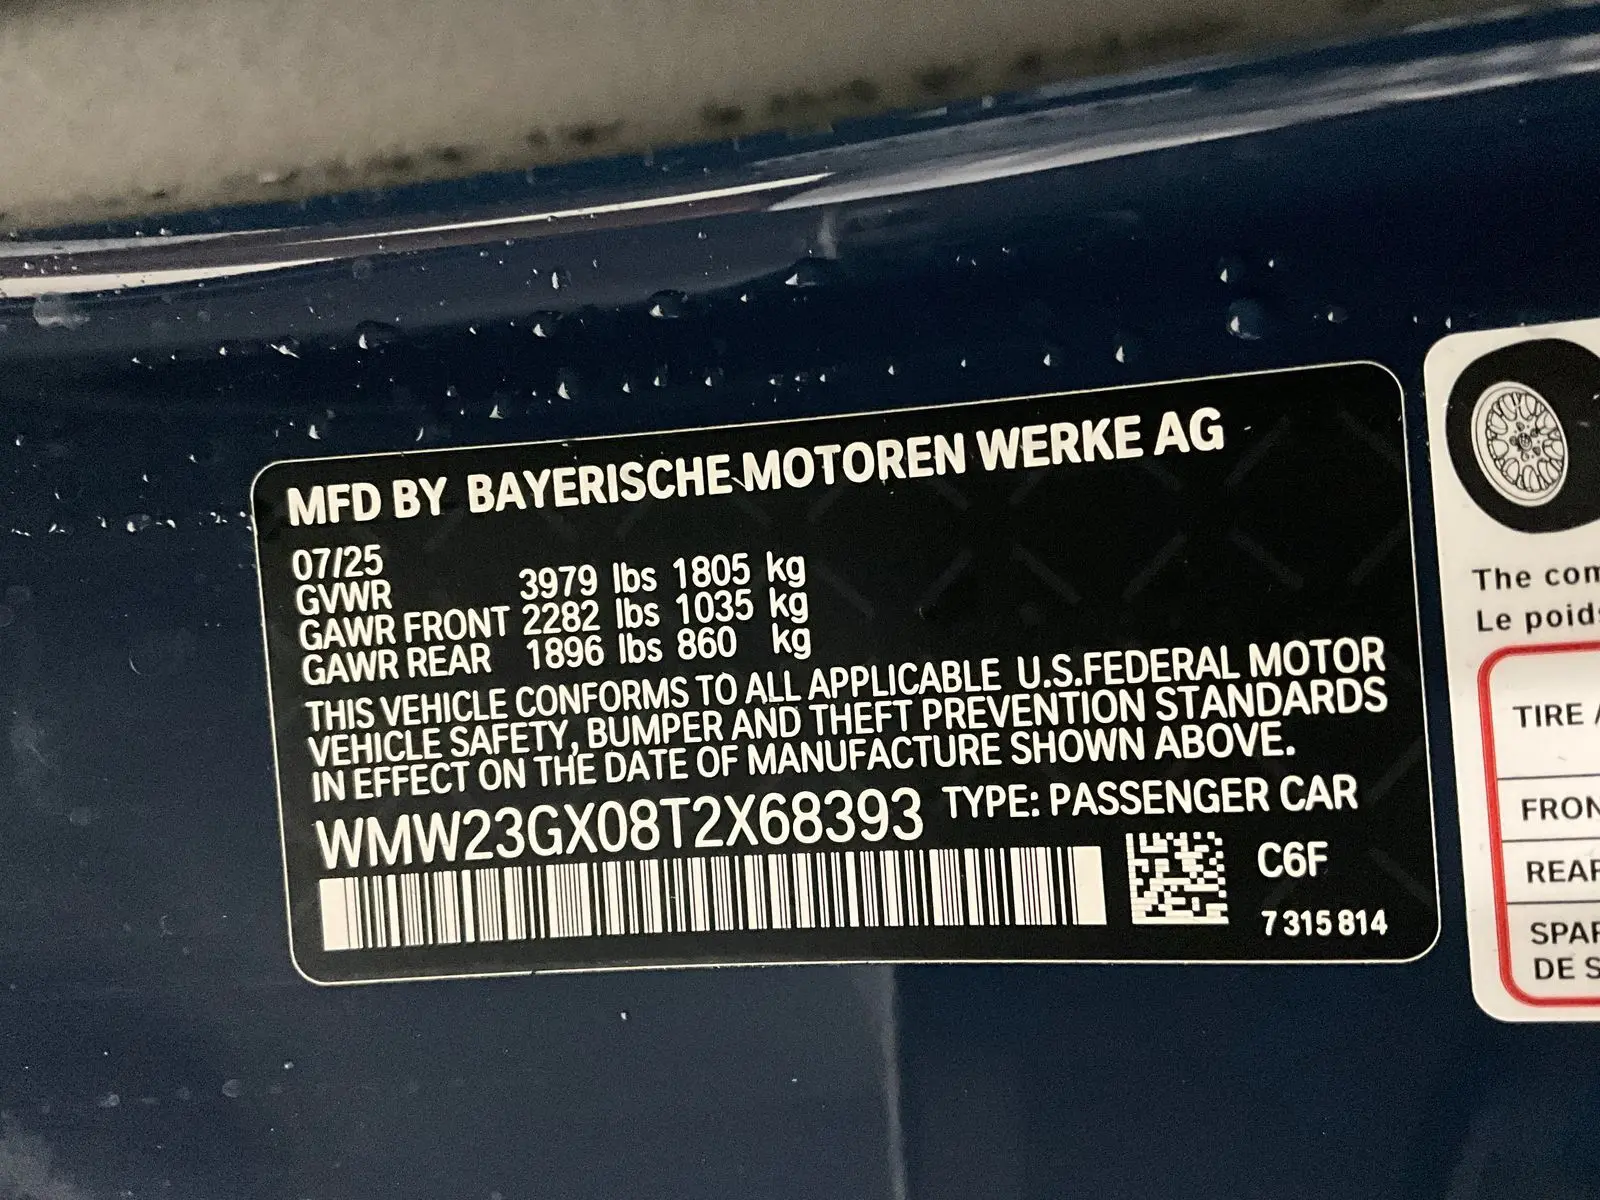 MFD BY BAYERISCHE MOTOREN WERKE AG
07/25
GVWR 3979 lbs 1805 kg
GAWR FRONT 2282 lbs 1035 kg
GAWR REAR 1896 lbs 860 kg
THIS VEHICLE CONFORMS TO ALL APPLICABLE U.S.FEDERAL MOTOR
VEHICLE SAFETY, BUMPER AND THEFT PREVENTION STANDARDS
IN EFFECT ON THE DATE OF MANUFACTURE SHOWN ABOVE.
WMW23GX08T2X68393 TYPE: PASSENGER CAR
C6F
7 315 814
The com
Le poids
TIRE /
FRON
REAR
SPAR
DE S